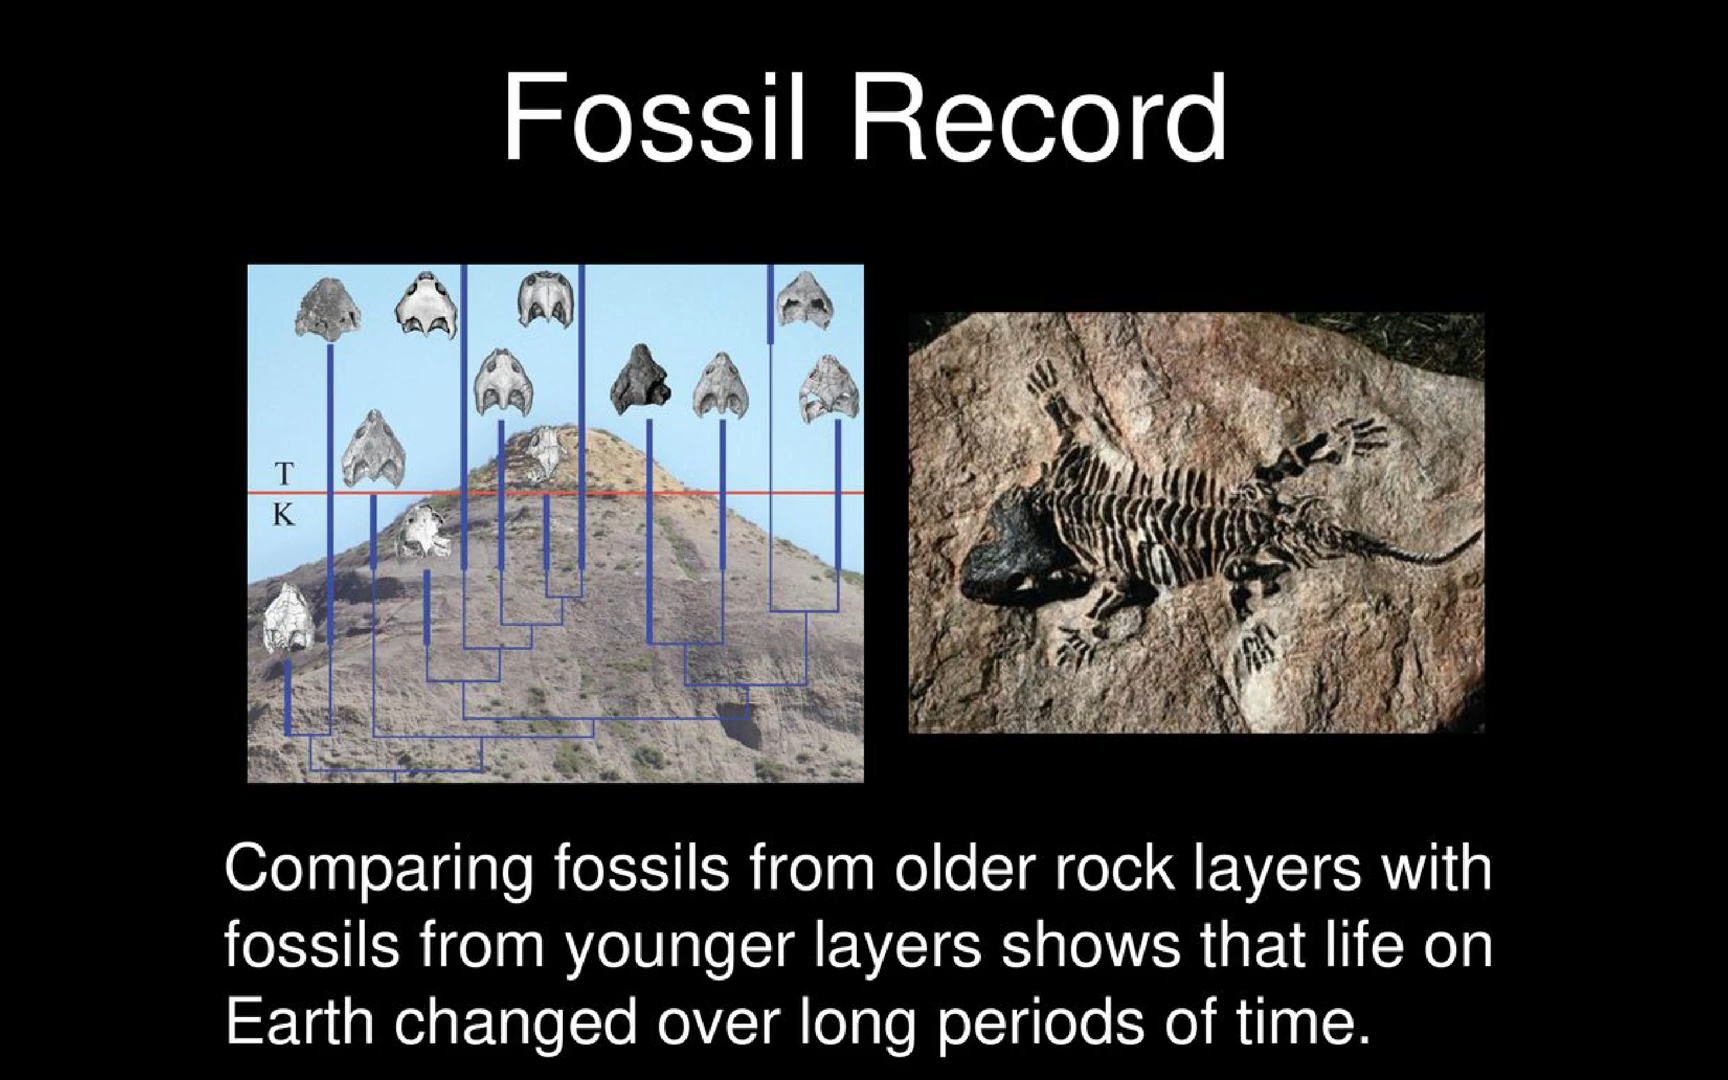 Fossil Record
T
K
Comparing fossils from older rock layers with
fossils from younger layers shows that life on
Earth changed over long periods of time.